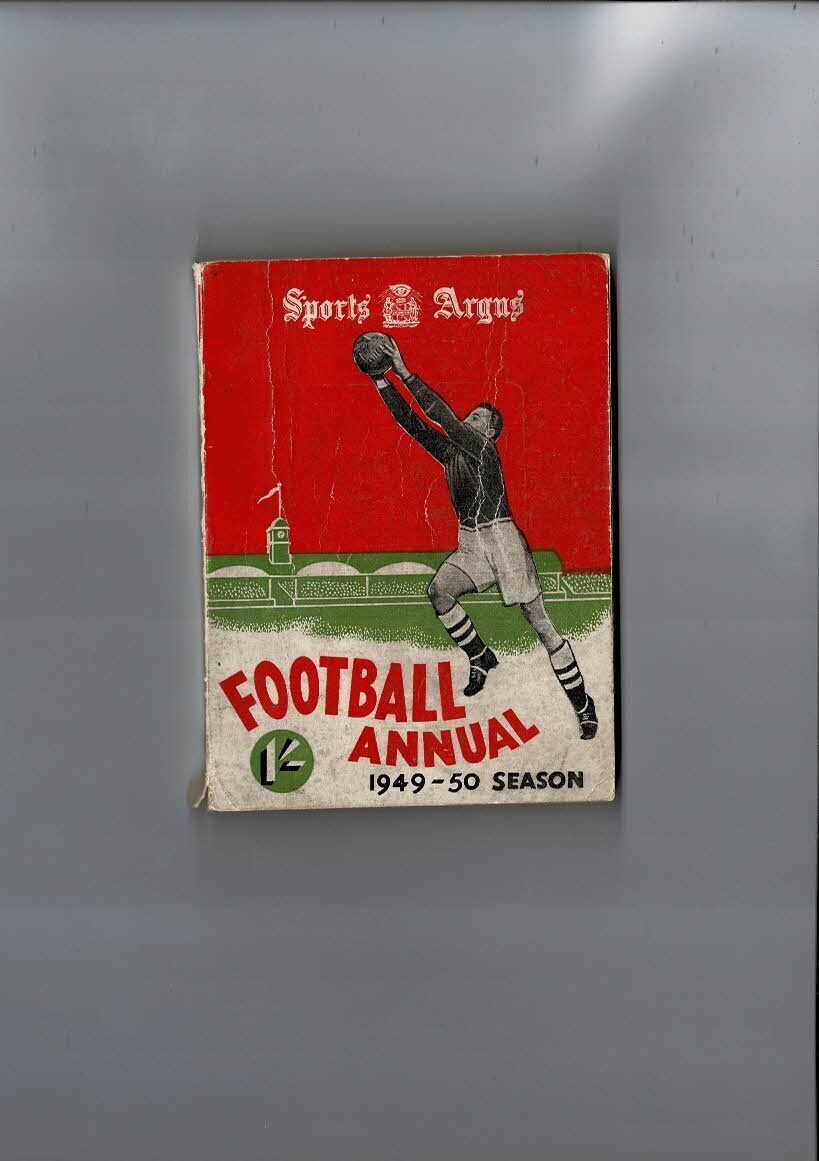 Sports Argus
FOOTBALL
ANNUAL
1/-
1949-50 SEASON